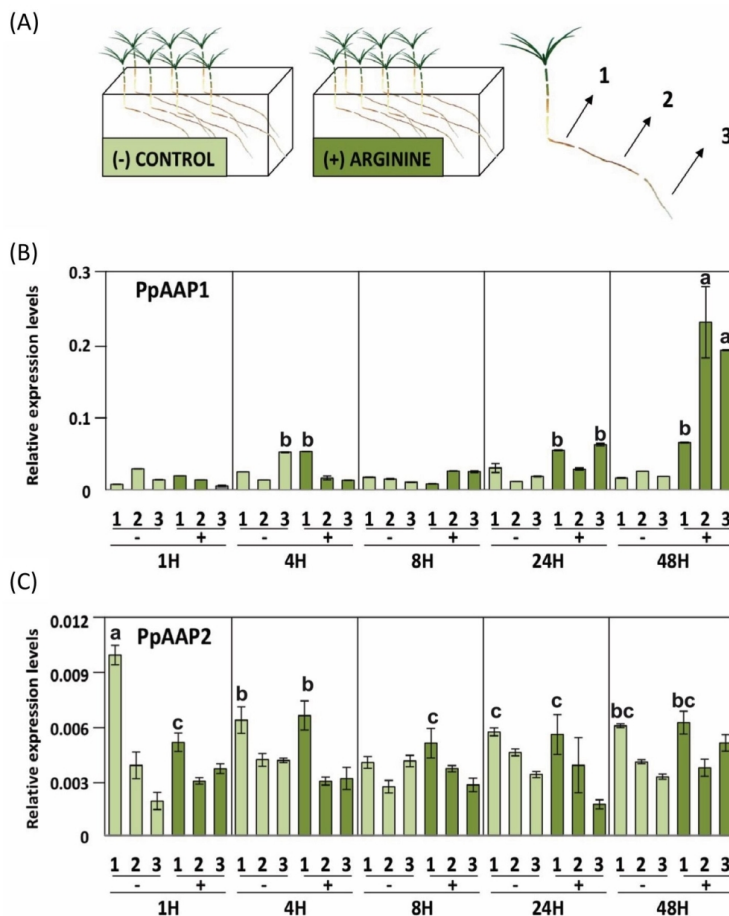 (A)
(-) CONTROL
(+) ARGININE
1
2
3
(B)
PpAAP1
Relative expression levels
0.3
0.2
0.1
0
b b
b b
b a a
1 2 3 1 2 3 1 2 3 1 2 3 1 2 3 1 2 3 1 2 3 1 2 3 1 2 3 1 2 3
- + - + - + - + - +
1H 4H 8H 24H 48H
(C)
PpAAP2
Relative expression levels
0.012
0.009
0.006
0.003
0
a c
b b
c
c c
bc bc
1 2 3 1 2 3 1 2 3 1 2 3 1 2 3 1 2 3 1 2 3 1 2 3 1 2 3 1 2 3
- + - + - + - + - +
1H 4H 8H 24H 48H